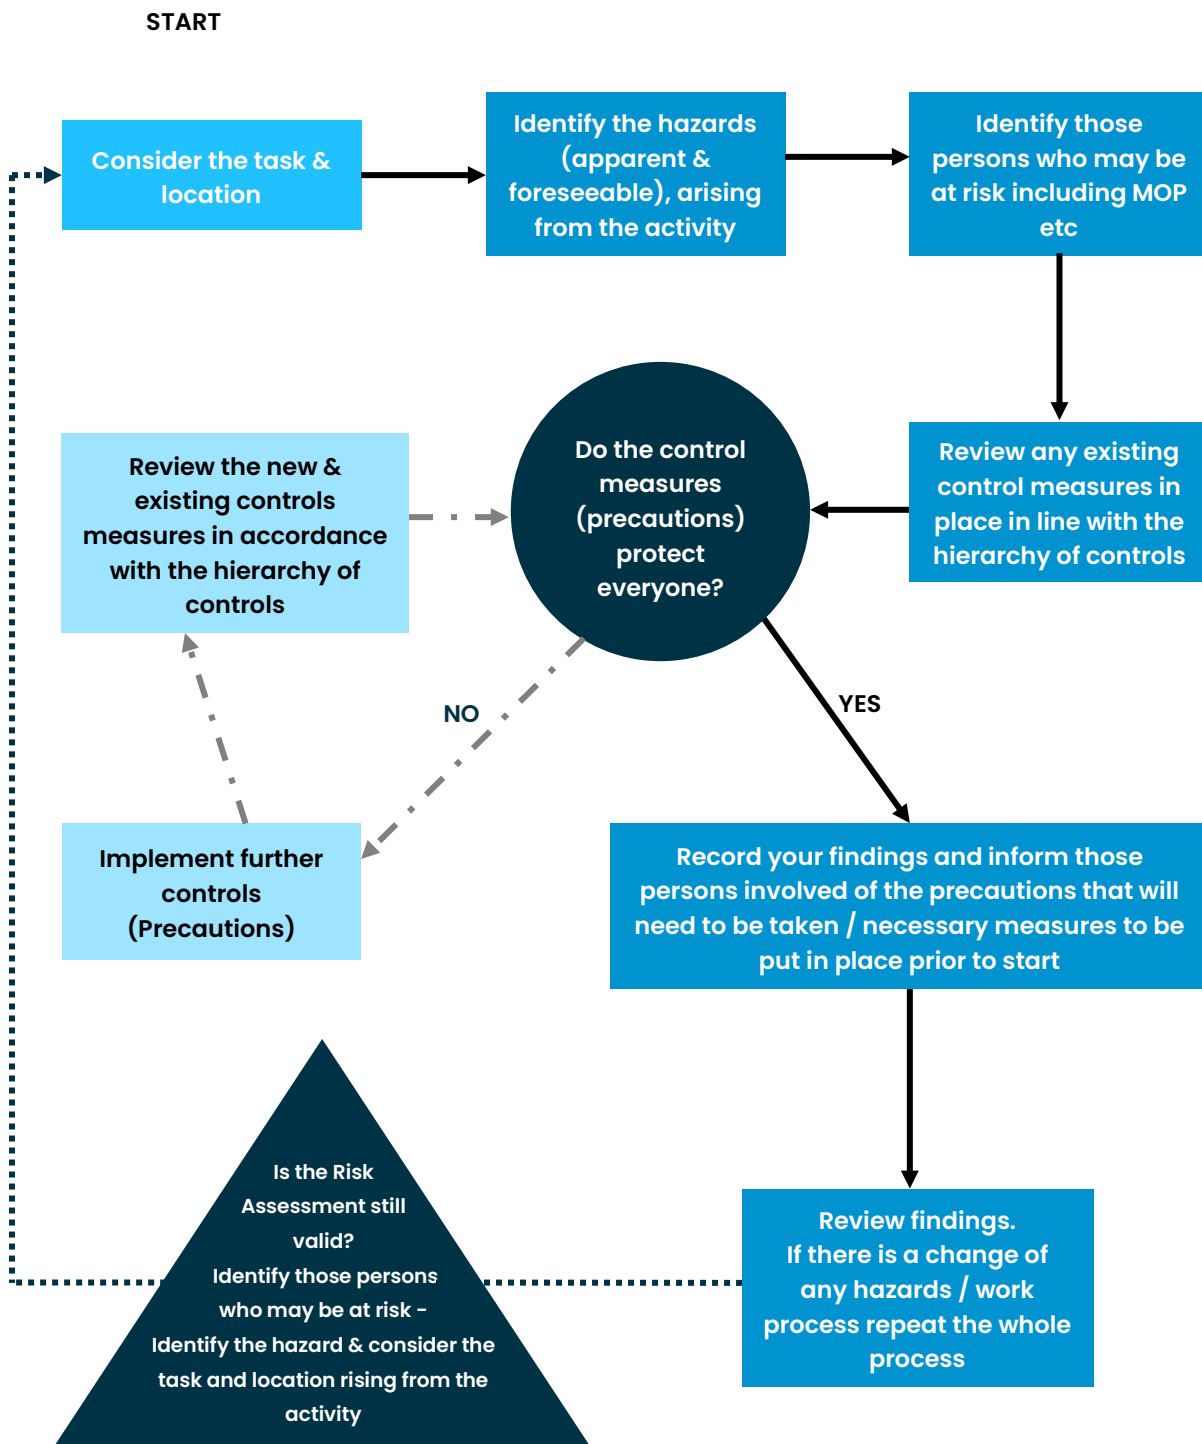 START
Consider the task &
location
Identify the hazards
(apparent &
foreseeable), arising
from the activity
Identify those
persons who may be
at risk including MOP
etc
Review the new &
existing controls
measures in accordance
with the hierarchy of
controls
Do the control
measures
(precautions)
protect
everyone?
Review any existing
control measures in
place in line with the
hierarchy of controls
NO
YES
Implement further
controls
(Precautions)
Record your findings and inform those
persons involved of the precautions that will
need to be taken / necessary measures to be
put in place prior to start
Is the Risk
Assessment still
valid?
Identify those persons
who may be at risk -
Identify the hazard & consider the
task and location rising from the
activity
Review findings.
If there is a change of
any hazards / work
process repeat the whole
process